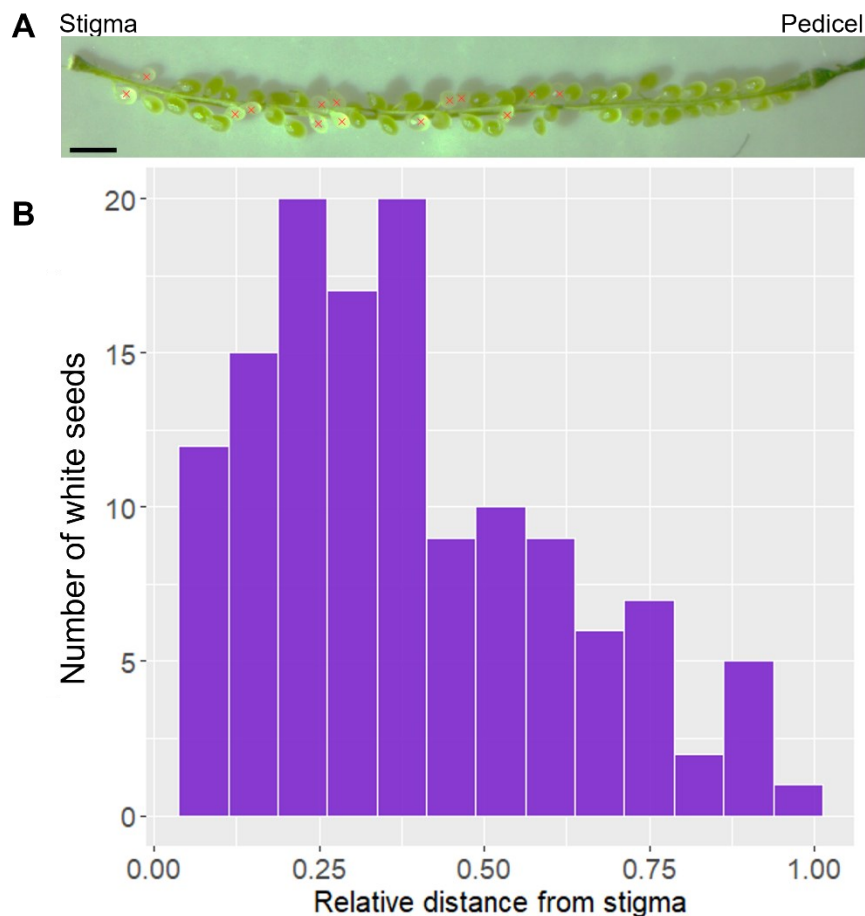 A
Stigma
Pedicel
B
Number of white seeds
20
15
10
5
0
0.00
0.25
0.50
0.75
1.00
Relative distance from stigma